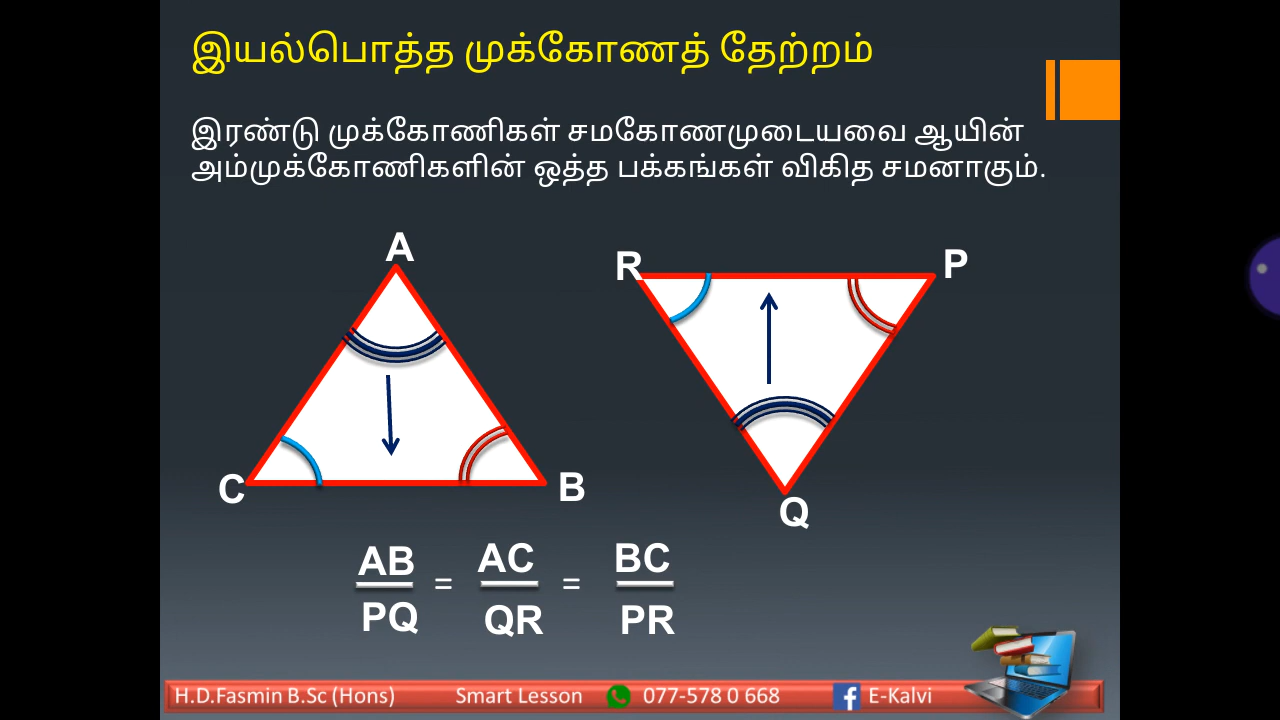 இயல்பொத்த முக்கோணத் தேற்றம்
இரண்டு முக்கோணிகள் சமகோணமுடையவை ஆயின்
அம்முக்கோணிகளின் ஒத்த பக்கங்கள் விகித சமனாகும்.
A
R
P
C
B
Q
AB = AC = BC
PQ QR PR
H.D.Fasmin B.Sc (Hons) Smart Lesson 077-578 0 668 E-Kalvi